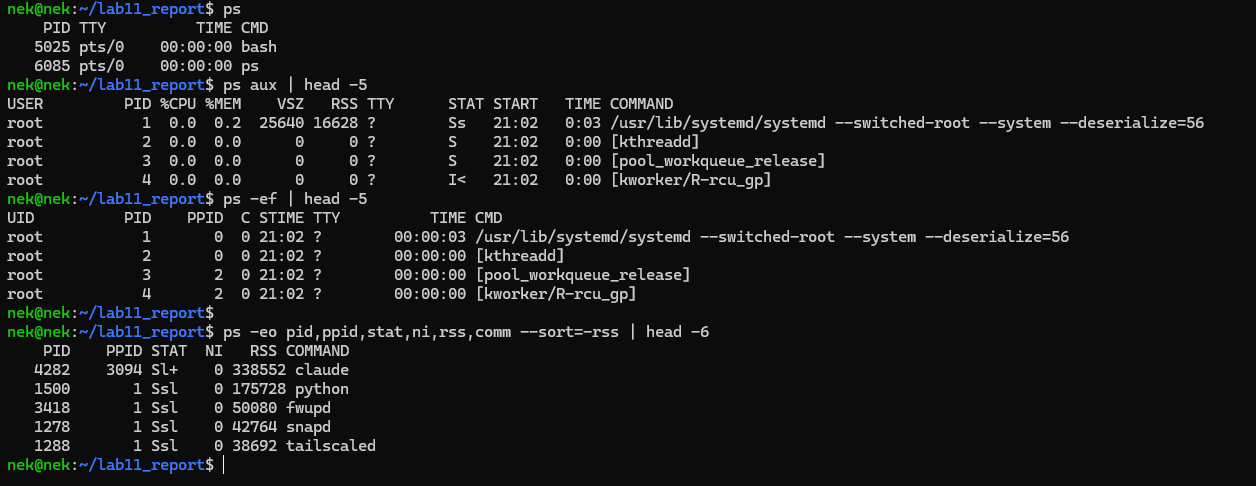 nek@nek:~/lab11_report$ ps
    PID TTY          TIME CMD
   5025 pts/0    00:00:00 bash
   6085 pts/0    00:00:00 ps
nek@nek:~/lab11_report$ ps aux | head -5
USER         PID %CPU %MEM    VSZ   RSS TTY      STAT START   TIME COMMAND
root           1  0.0  0.2  25640 16628 ?        Ss   21:02   0:03 /usr/lib/systemd/systemd --switched-root --system --deserialize=56
root           2  0.0  0.0      0     0 ?        S    21:02   0:00 [kthreadd]
root           3  0.0  0.0      0     0 ?        S    21:02   0:00 [pool_workqueue_release]
root           4  0.0  0.0      0     0 ?        I<   21:02   0:00 [kworker/R-rcu_gp]
nek@nek:~/lab11_report$ ps -ef | head -5
UID          PID    PPID  C STIME TTY            TIME CMD
root           1       0  0 21:02 ?        00:00:03 /usr/lib/systemd/systemd --switched-root --system --deserialize=56
root           2       0  0 21:02 ?        00:00:00 [kthreadd]
root           3       2  0 21:02 ?        00:00:00 [pool_workqueue_release]
root           4       2  0 21:02 ?        00:00:00 [kworker/R-rcu_gp]
nek@nek:~/lab11_report$
nek@nek:~/lab11_report$ ps -eo pid,ppid,stat,ni,rss,comm --sort=-rss | head -6
    PID    PPID STAT  NI   RSS COMMAND
   4282    3094 Sl+    0 338552 claude
   1500       1 Ssl    0 175728 python
   3418       1 Ssl    0 50080 fwupd
   1278       1 Ssl    0 42764 snapd
   1288       1 Ssl    0 38692 tailscaled
nek@nek:~/lab11_report$